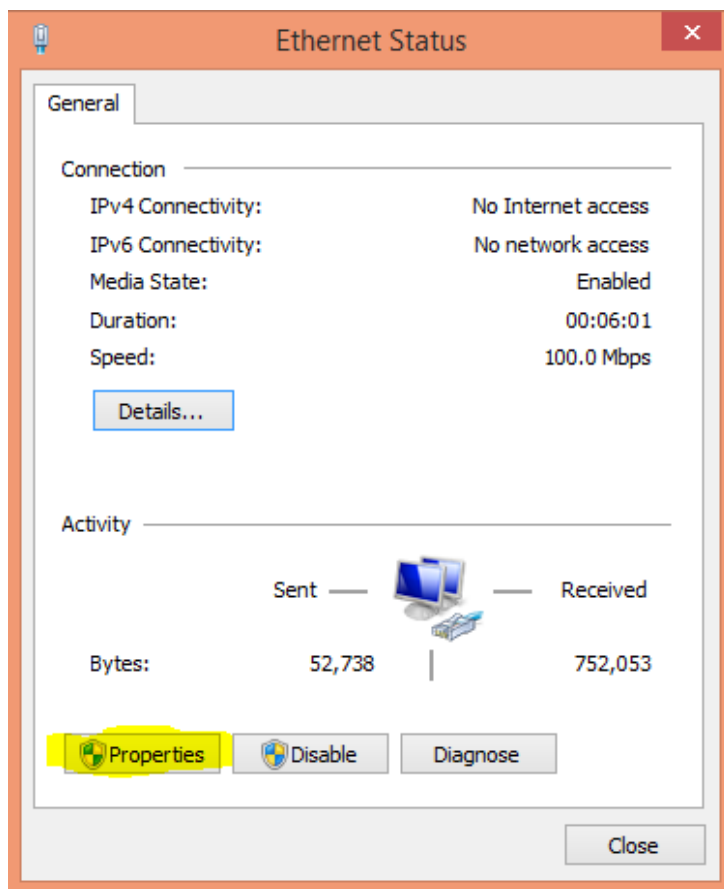 Ethernet Status
General
Connection
IPv4 Connectivity: No Internet access
IPv6 Connectivity: No network access
Media State: Enabled
Duration: 00:06:01
Speed: 100.0 Mbps
Details...
Activity
Sent Received
Bytes: 52,738 752,053
Properties Disable Diagnose
Close